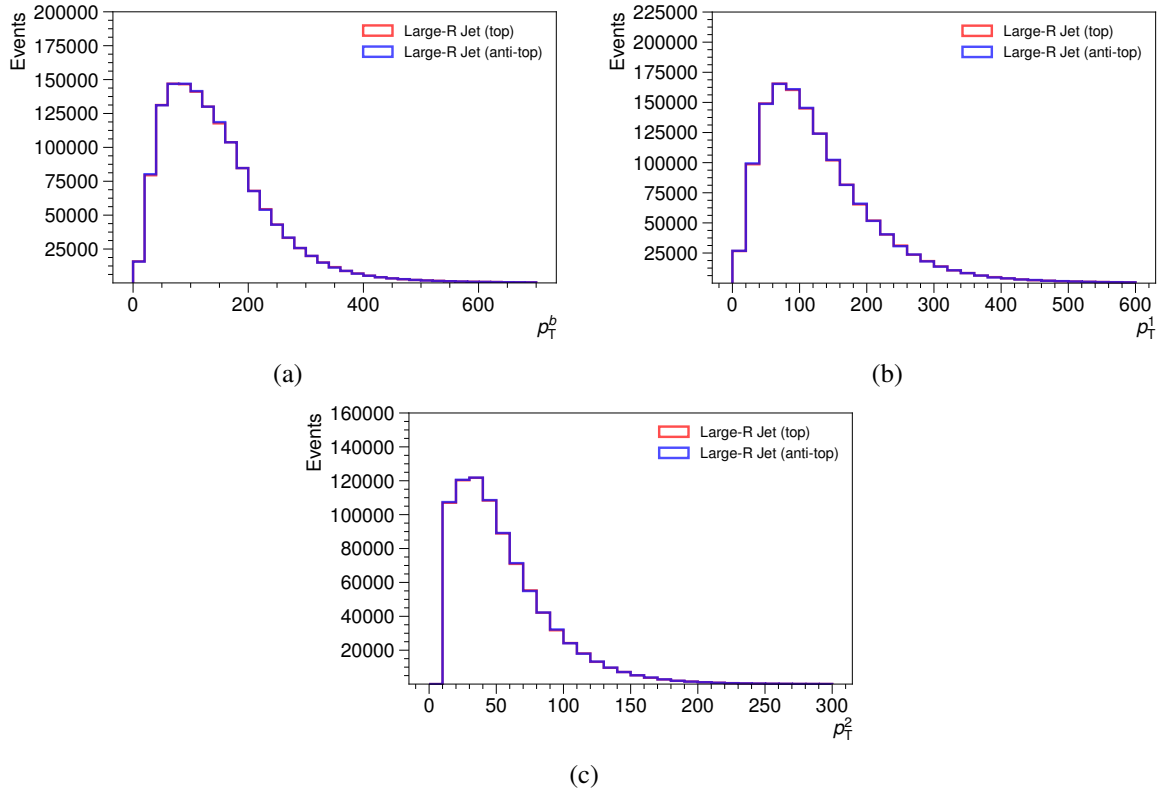 Events
200000
175000
150000
125000
100000
75000
50000
25000
Large-R Jet (top)
Large-R Jet (anti-top)
0 200 400 600
p_T^b
(a)
Events
225000
200000
175000
150000
125000
100000
75000
50000
25000
Large-R Jet (top)
Large-R Jet (anti-top)
0 100 200 300 400 500 600
p_T^1
(b)
Events
160000
140000
120000
100000
80000
60000
40000
20000
Large-R Jet (top)
Large-R Jet (anti-top)
0 50 100 150 200 250 300
p_T^2
(c)